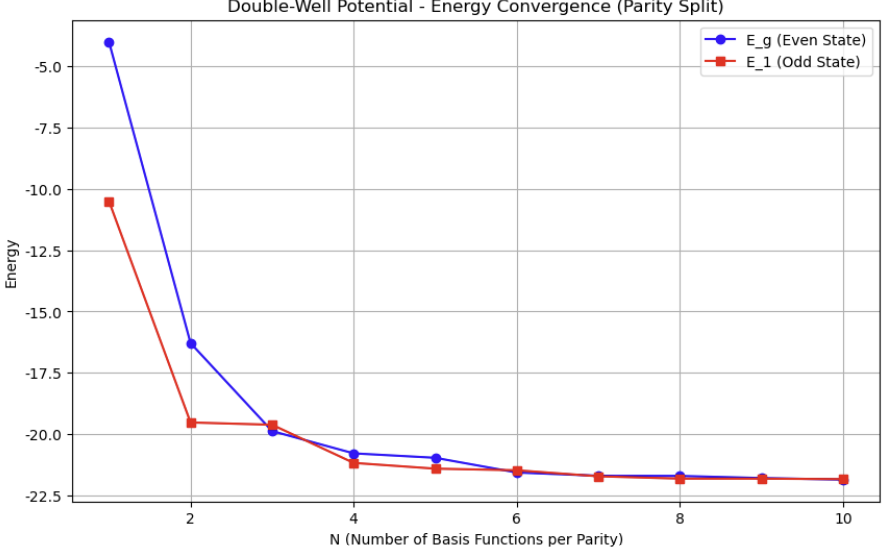 Double-Well Potential - Energy Convergence (Parity Split)
E_g (Even State)
E_1 (Odd State)
-5.0
-7.5
-10.0
-12.5
-15.0
-17.5
-20.0
-22.5
Energy
2 4 6 8 10
N (Number of Basis Functions per Parity)